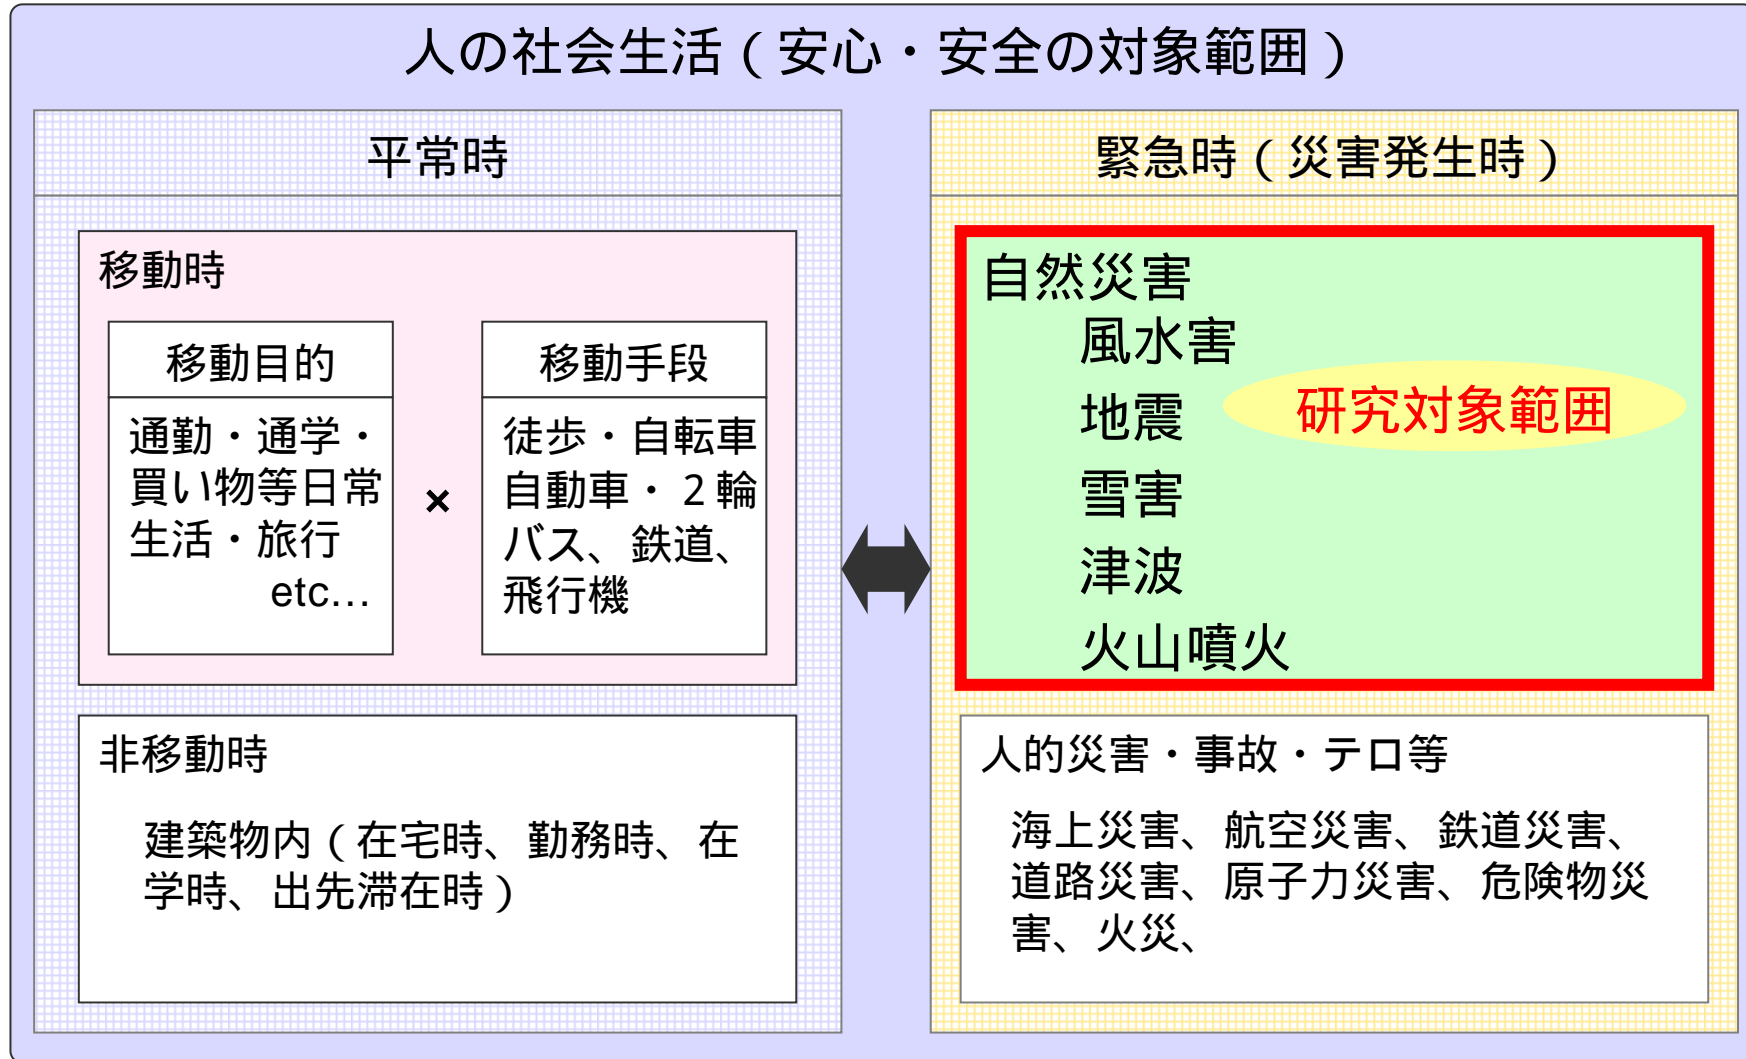 人の社会生活（安心・安全の対象範囲）
平常時
移動時
移動目的
通勤・通学・
買い物等日常
生活・旅行
etc…
×
移動手段
徒歩・自転車
自動車・２輪
バス、鉄道、
飛行機
非移動時
建築物内（在宅時、勤務時、在
学時、出先滞在時）
緊急時（災害発生時）
自然災害
風水害
地震
雪害
津波
火山噴火
研究対象範囲
人的災害・事故・テロ等
海上災害、航空災害、鉄道災害、
道路災害、原子力災害、危険物災
害、火災、